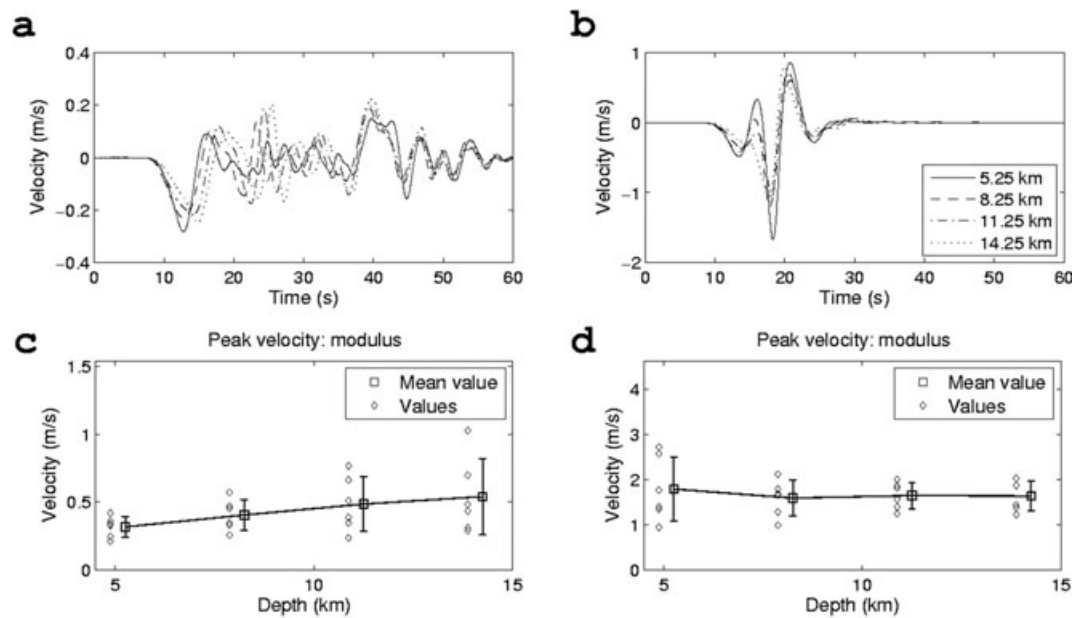 a
0.4
0.2
0
−0.2
−0.4
Velocity (m/s)
0 10 20 30 40 50 60
Time (s)
b
1
0
−1
−2
Velocity (m/s)
5.25 km
8.25 km
11.25 km
14.25 km
0 10 20 30 40 50 60
Time (s)
c
Peak velocity: modulus
1.5
1
0.5
0
Velocity (m/s)
Mean value
Values
5 10 15
Depth (km)
d
Peak velocity: modulus
4
3
2
1
0
Velocity (m/s)
Mean value
Values
5 10 15
Depth (km)